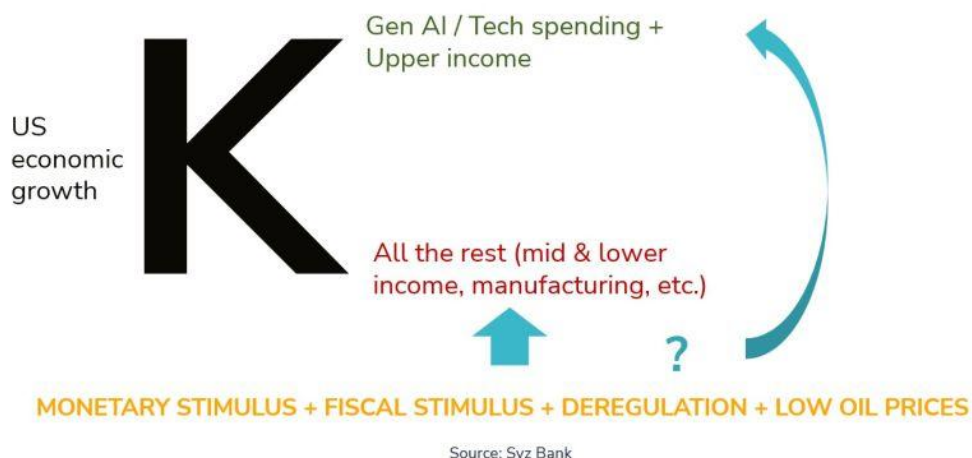 Gen AI / Tech spending +
Upper income
US
economic
growth
K
All the rest (mid & lower
income, manufacturing, etc.)
?
MONETARY STIMULUS + FISCAL STIMULUS + DEREGULATION + LOW OIL PRICES
Source: Syz Bank